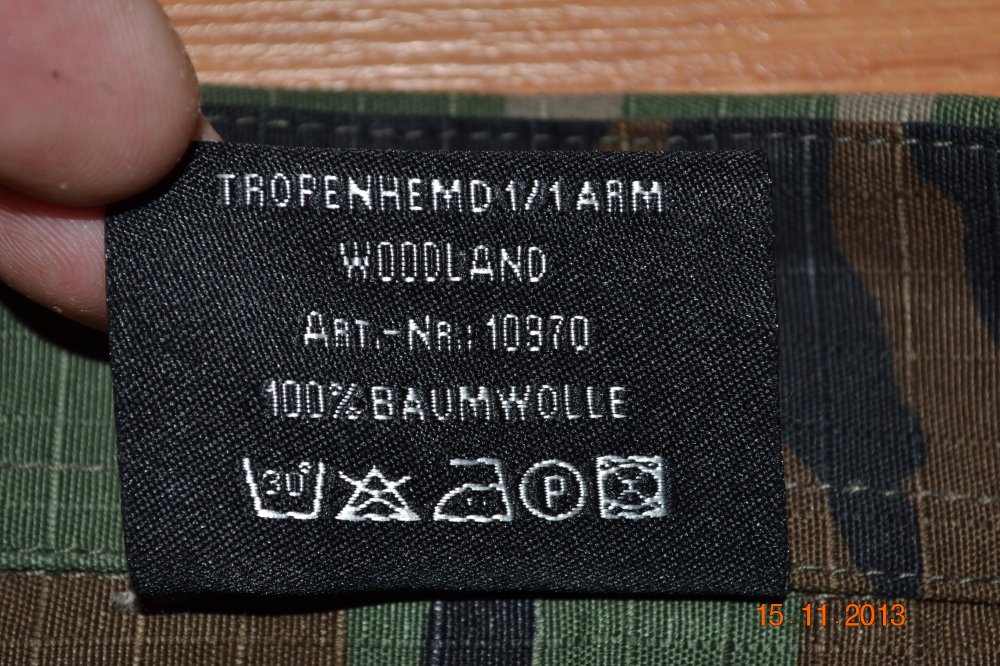 TROPENHEMD 1/1 ARM
WOODLAND
ART.-NR.: 10970
100% BAUMWOLLE
30°
P
15.11.2013